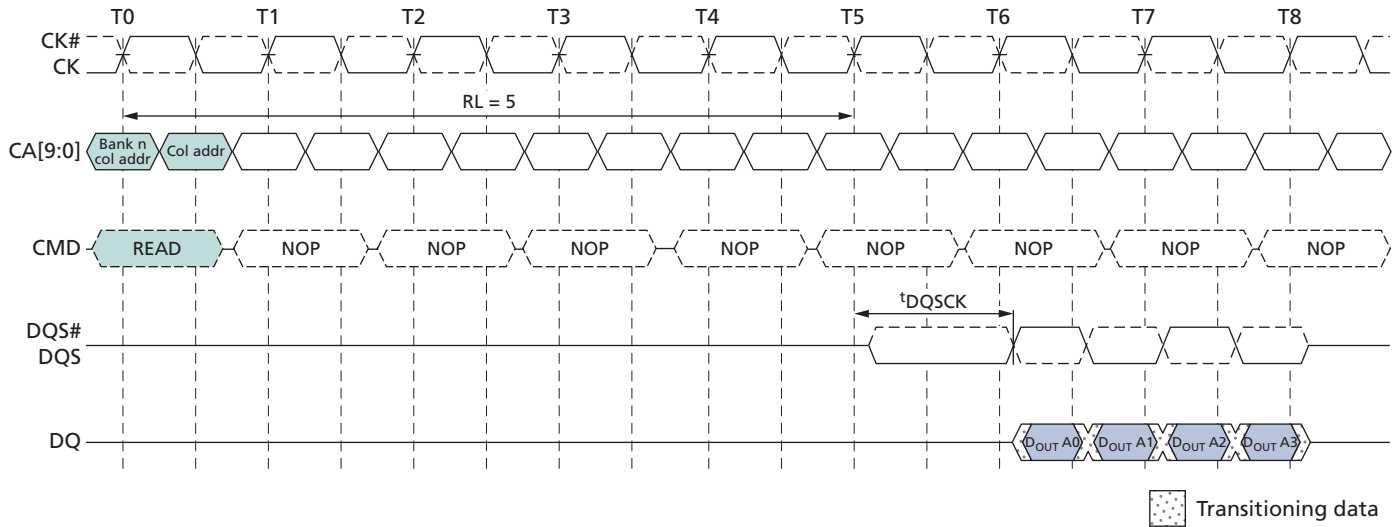 T0 T1 T2 T3 T4 T5 T6 T7 T8
CK#
CK
RL = 5
CA[9:0] Bank n col addr Col addr
CMD READ NOP NOP NOP NOP NOP NOP NOP NOP
tDQSCK
DQS#
DQS
DQ DOUT A0 DOUT A1 DOUT A2 DOUT A3
Transitioning data